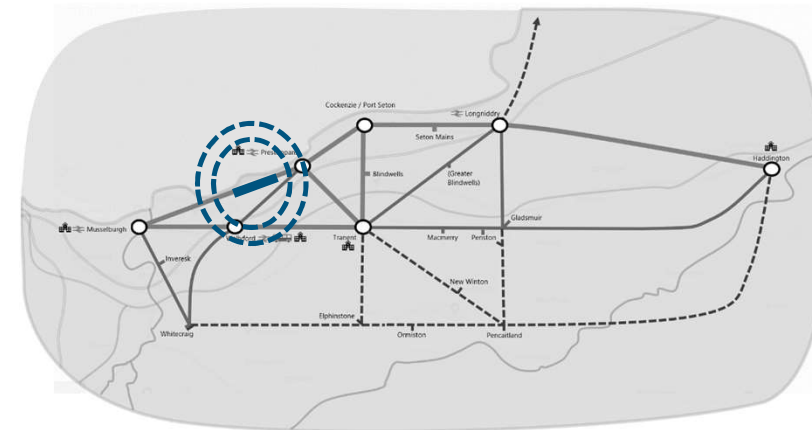 Cockenzie / Port Seton
Longniddry
Seton Mains
Haddington
Blindwells
(Greater
Blindwells)
Musselburgh
Tranent
Macmerry
Penston
Gladsmuir
Inveresk
New Winton
Elphinstone
Whitecraig
Ormiston
Pencaitland